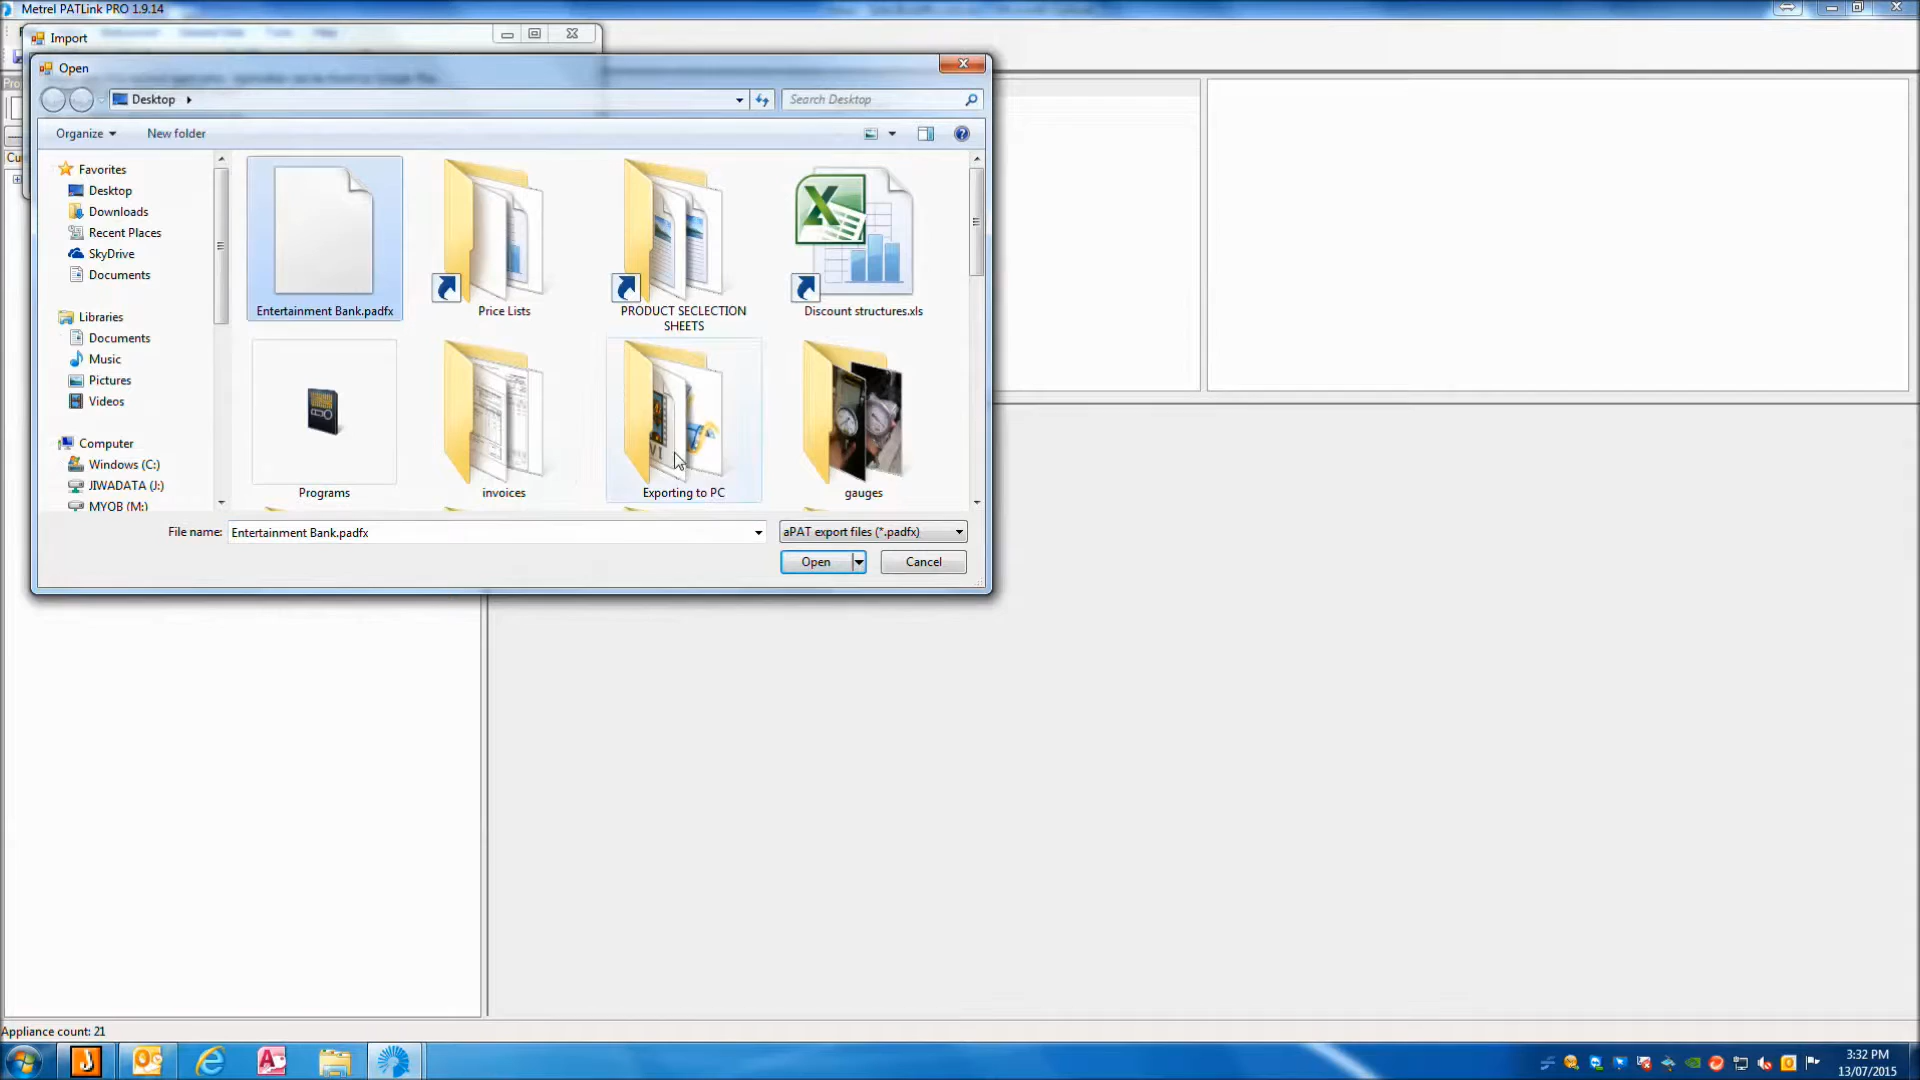 Metrel PATLink PRO 1.9.14
Import
Open
Desktop
Search Desktop
Organize
New folder
Favorites
Desktop
Downloads
Recent Places
SkyDrive
Documents
Libraries
Documents
Music
Pictures
Videos
Computer
Windows (C:)
JIWADATA (J:)
MYOB (M:)
Entertainment Bank.padfx
Price Lists
PRODUCT SECLECTION
SHEETS
Discount structures.xls
Programs
invoices
Exporting to PC
gauges
File name:
Entertainment Bank.padfx
aPAT export files (*.padfx)
Open
Cancel
Appliance count: 21
3:32 PM
13/07/2015